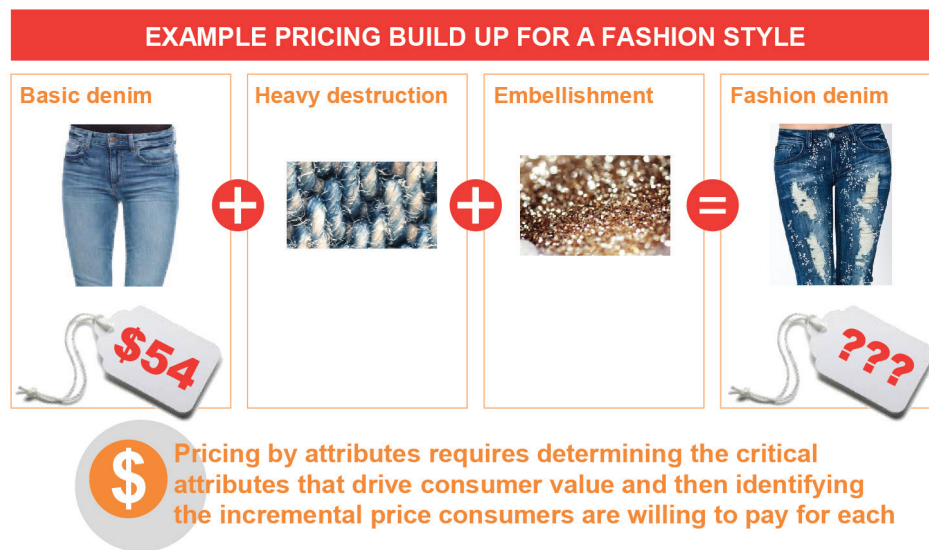 EXAMPLE PRICING BUILD UP FOR A FASHION STYLE
Basic denim
Heavy destruction
Embellishment
Fashion denim
+
+
=
$54
???
$
Pricing by attributes requires determining the critical
attributes that drive consumer value and then identifying
the incremental price consumers are willing to pay for each